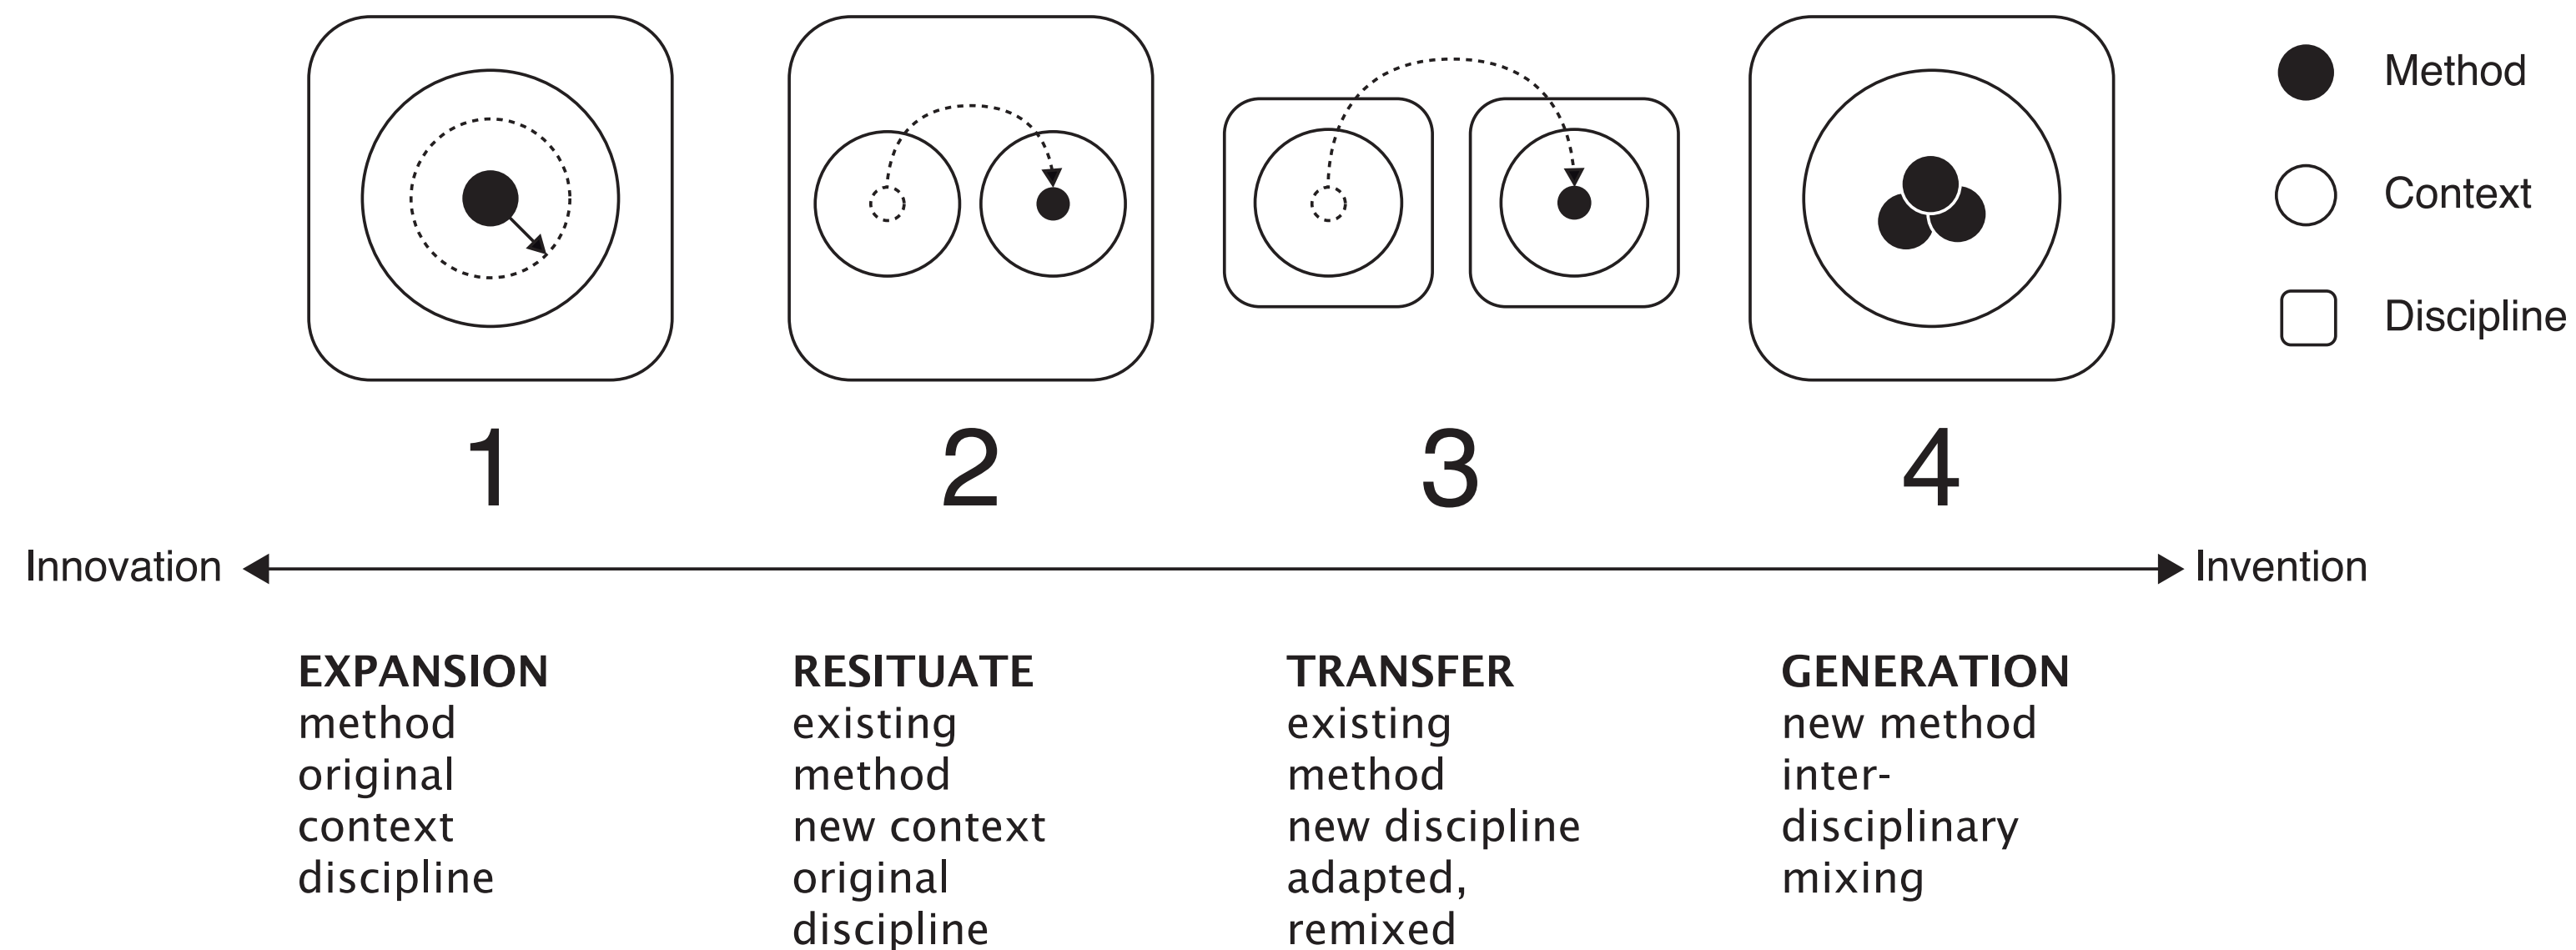 Method
Context
Discipline
1
2
3
4
Innovation
Invention
EXPANSION
method
original
context
discipline
RESITUATE
existing
method
new context
original
discipline
TRANSFER
existing
method
new discipline
adapted,
remixed
GENERATION
new method
inter-
disciplinary
mixing